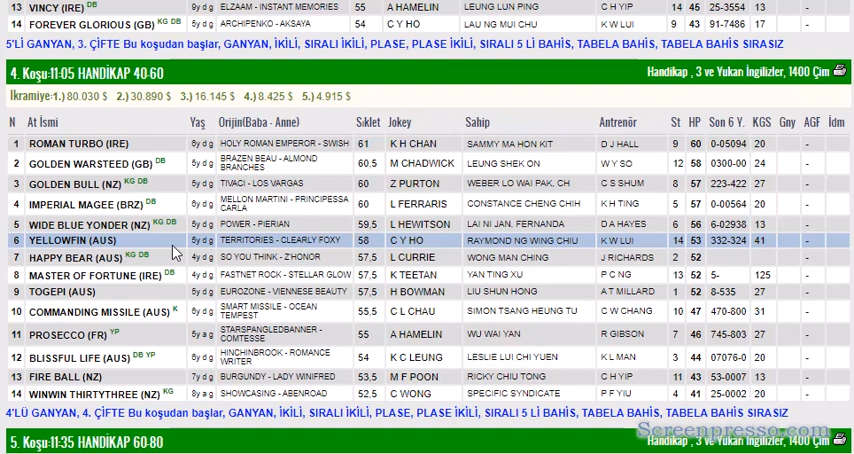 13 VINCY (IRE) DB 9y d g ELZAAM - INSTANT MEMORIES 55 A HAMELIN LEUNG LUN PING C H YIP 14 45 25-3554 13 -
14 FOREVER GLORIOUS (GB) KG DB 6y d g ARCHIPENKO - AKSAYA 54 C Y HO LAU NG MUI CHU K W LUI 9 43 91-7486 17 -
5'Lİ GANYAN, 3. ÇİFTE Bu koşudan başlar, GANYAN, İKİLİ, SIRALI İKİLİ, PLASE, PLASE İKİLİ, SIRALI 5 Lİ BAHİS, TABELA BAHİS, TABELA BAHİS SIRASIZ
4. Koşu:11:05 HANDİKAP 40-60 Handikap , 3 ve Yukarı İngilizler, 1400 Çim
İkramiye:1.) 80.030 $ 2.) 30.890 $ 3.) 16.145 $ 4.) 8.425 $ 5.) 4.915 $
N At İsmi Yaş Orijin(Baba - Anne) Sıklet Jokey Sahip Antrenör St HP Son 6 Y. KGS Gny AGF İdm
1 ROMAN TURBO (IRE) 6y d g HOLY ROMAN EMPEROR - SWISH 61 K H CHAN SAMMY MA HON KIT D J HALL 9 60 0-05094 20 -
2 GOLDEN WARSTEED (GB) DB 6y d g BRAZEN BEAU - ALMOND BRANCHES 60,5 M CHADWICK LEUNG SHEK ON W Y SO 12 58 0300-00 24 -
3 GOLDEN BULL (NZ) KG DB 5y d g TIVACI - LOS VARGAS 60 Z PURTON WEBER LO WAI PAK, CH C S SHUM 8 57 223-422 27 -
4 IMPERIAL MAGEE (BRZ) DB 5y d g MELLON MARTINI - PRINCIPESSA CARLA 60 L FERRARIS CONSTANCE CHENG CHIH K H TING 5 57 0-00564 20 -
5 WIDE BLUE YONDER (NZ) KG DB 5y d g POWER - PIERIAN 59,5 L HEWITSON LAI NI JAN, FERNANDA D A HAYES 6 56 6-02938 13 -
6 YELLOWFIN (AUS) 5y d g TERRITORIES - CLEARLY FOXY 58 C Y HO RAYMOND NG WING CHIU K W LUI 14 53 332-324 41 -
7 HAPPY BEAR (AUS) KG DB 4y d g SO YOU THINK - Z'HONOR 57,5 L CURRIE WONG MAN CHING J RICHARDS 2 52 -
8 MASTER OF FORTUNE (IRE) DB 4y d g FASTNET ROCK - STELLAR GLOW 57,5 K TEETAN YAN TING XU P C NG 13 52 5- 125 -
9 TOGEPI (AUS) 5y d g EUROZONE - VIENNESE BEAUTY 57,5 H BOWMAN LIU SHUN HONG A T MILLARD 1 52 8-535 27 -
10 COMMANDING MISSILE (AUS) K 6y d g SMART MISSILE - OCEAN TEMPEST 55,5 C L CHAU SIMON TSANG HEUNG TU C W CHANG 10 47 470-800 31 -
11 PROSECCO (FR) YP 5y a g STARSPANGLEDBANNER - COMTESSE 55 A HAMELIN WU WAI YAN R GIBSON 7 46 745-803 27 -
12 BLISSFUL LIFE (AUS) DB YP 6y d g HINCHINBROOK - ROMANCE WRITER 54 K C LEUNG LESLIE LUI CHI YUEN K L MAN 3 44 07076-0 20 -
13 FIRE BALL (NZ) 7y d g BURGUNDY - LADY WINIFRED 53,5 M F POON RICKY CHIU TONG C H YIP 11 43 53-0007 13 -
14 WINWIN THIRTYTHREE (NZ) KG 8y a g SHOWCASING - ABENROAD 52,5 C WONG SPECIFIC SYNDICATE P F YIU 4 41 25-0002 20 -
4'LÜ GANYAN, 4. ÇİFTE Bu koşudan başlar, GANYAN, İKİLİ, SIRALI İKİLİ, PLASE, PLASE İKİLİ, SIRALI 5 Lİ BAHİS, TABELA BAHİS, TABELA BAHİS SIRASIZ
5. Koşu:11:35 HANDİKAP 60-80 Handikap , 3 ve Yukarı İngilizler, 1400 Çim
Screenpresso.com